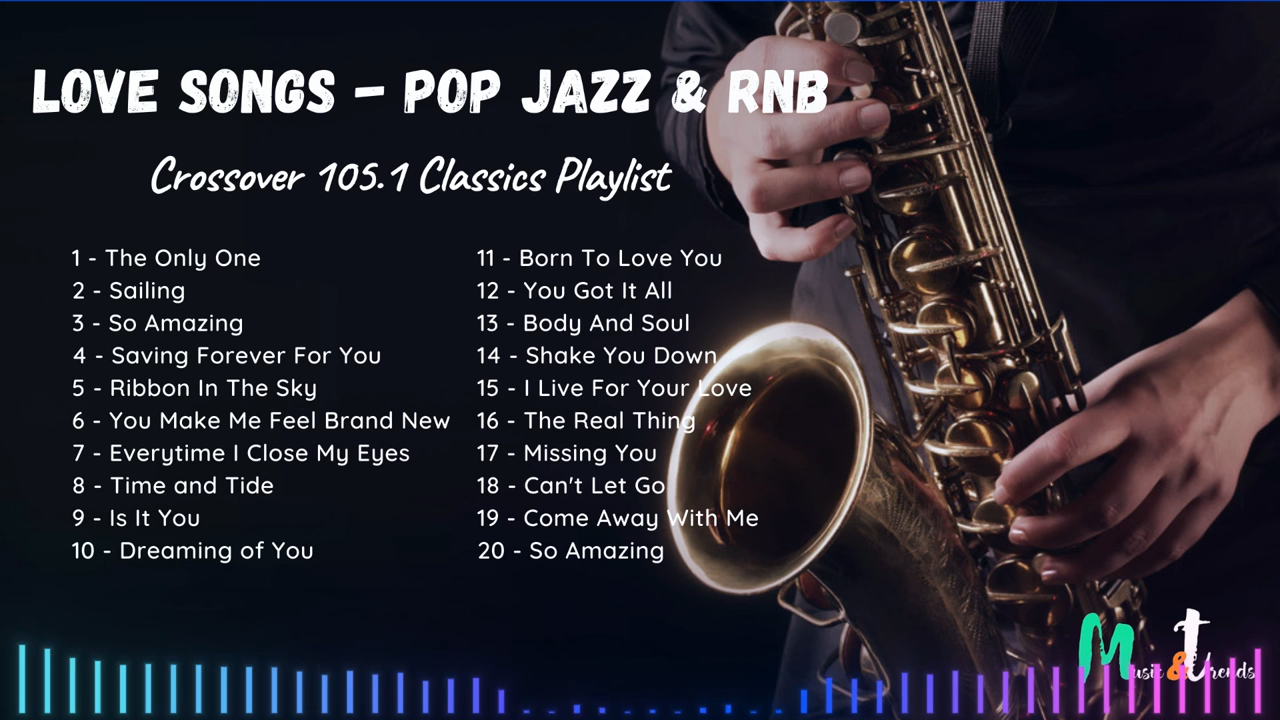 LOVE SONGS - POP JAZZ & RNB
Crossover 105.1 Classics Playlist
1 - The Only One
2 - Sailing
3 - So Amazing
4 - Saving Forever For You
5 - Ribbon In The Sky
6 - You Make Me Feel Brand New
7 - Everytime I Close My Eyes
8 - Time and Tide
9 - Is It You
10 - Dreaming of You
11 - Born To Love You
12 - You Got It All
13 - Body And Soul
14 - Shake You Down
15 - I Live For Your Love
16 - The Real Thing
17 - Missing You
18 - Can't Let Go
19 - Come Away With Me
20 - So Amazing
Music & trends